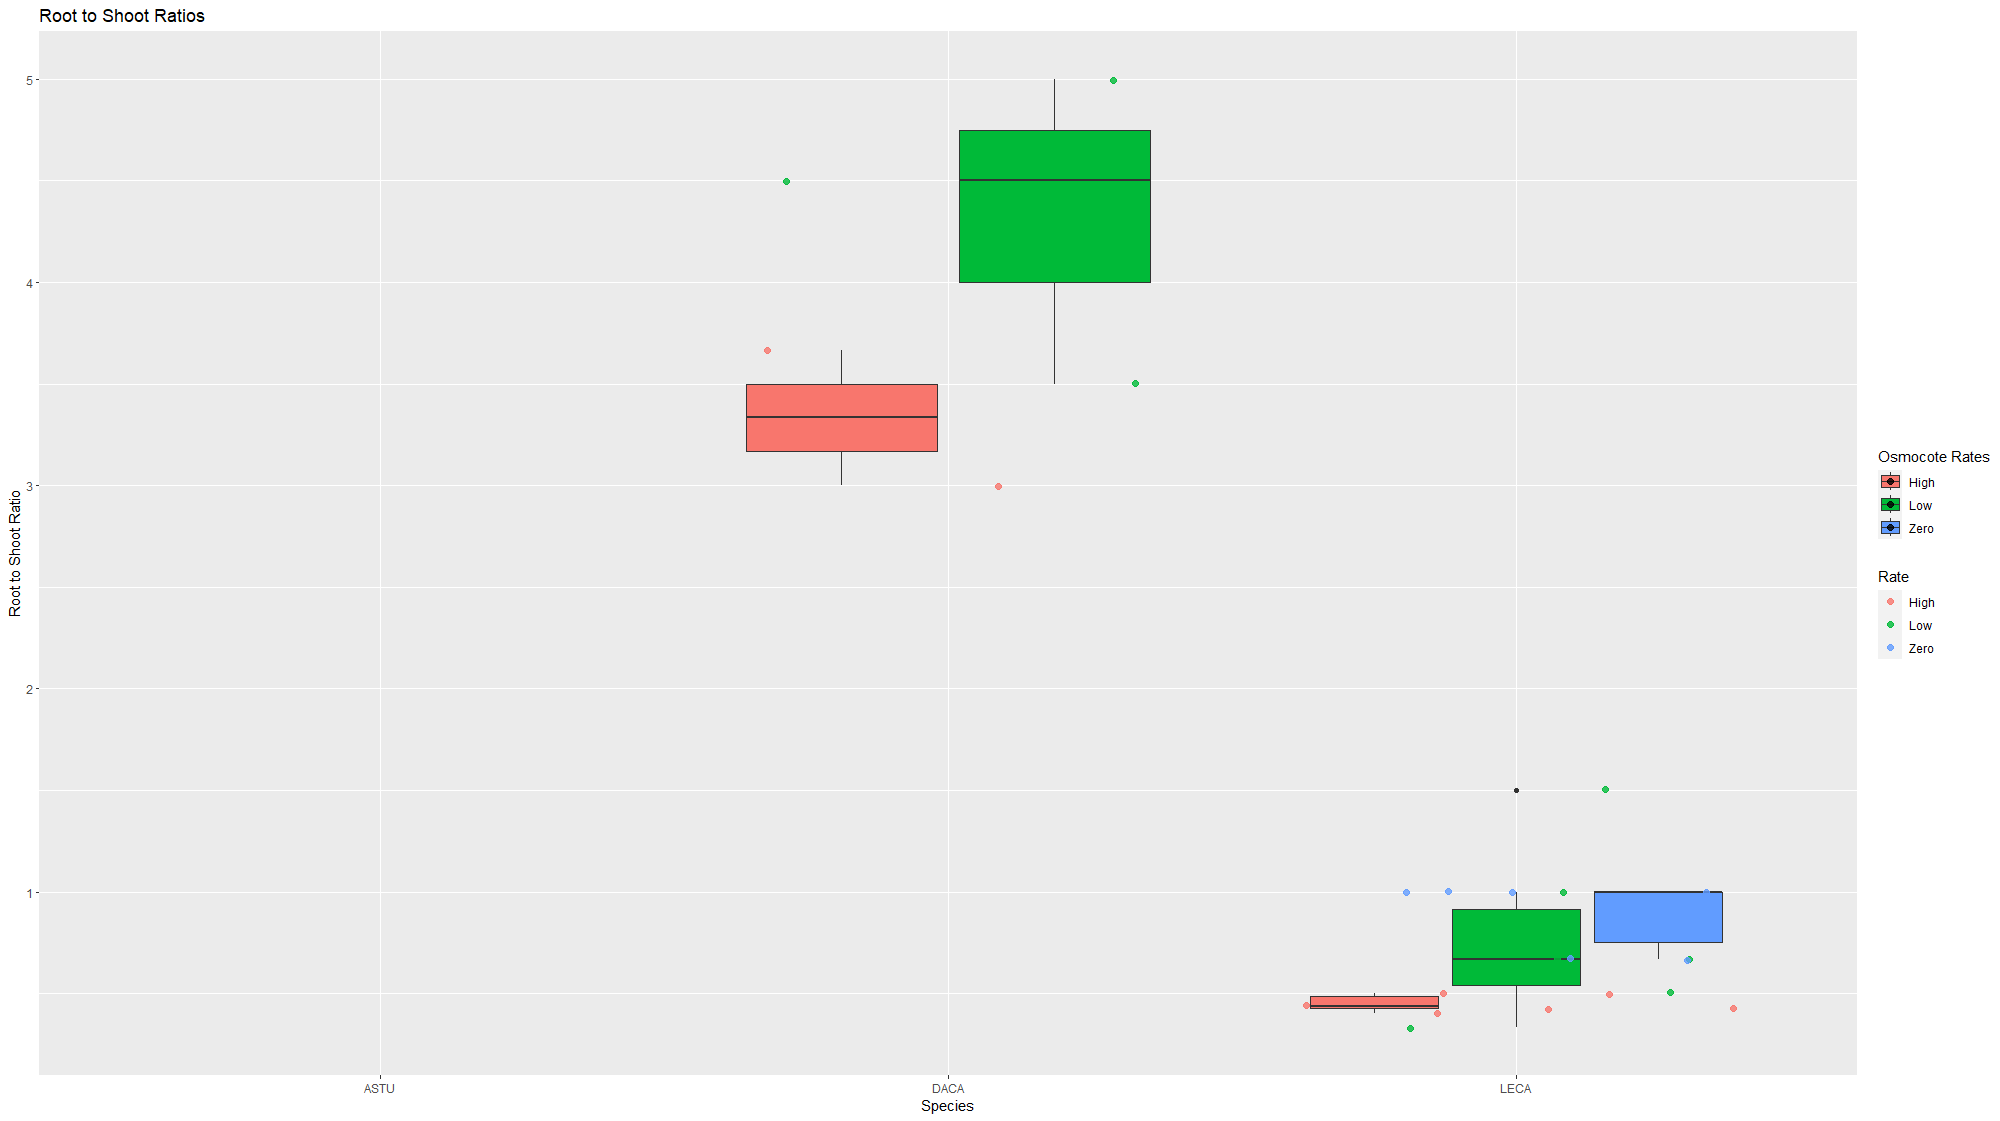 Root to Shoot Ratios
5
4
3
2
1
Root to Shoot Ratio
ASTU
DACA
LECA
Species
Osmocote Rates
High
Low
Zero
Rate
High
Low
Zero